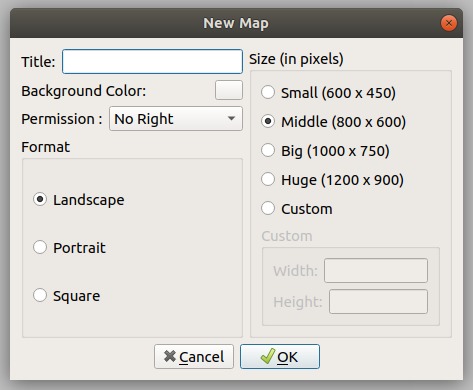 New Map
Title:
Background Color:
Permission : No Right
Format
Landscape
Portrait
Square
Size (in pixels)
Small (600 x 450)
Middle (800 x 600)
Big (1000 x 750)
Huge (1200 x 900)
Custom
Custom
Width:
Height:
Cancel
OK